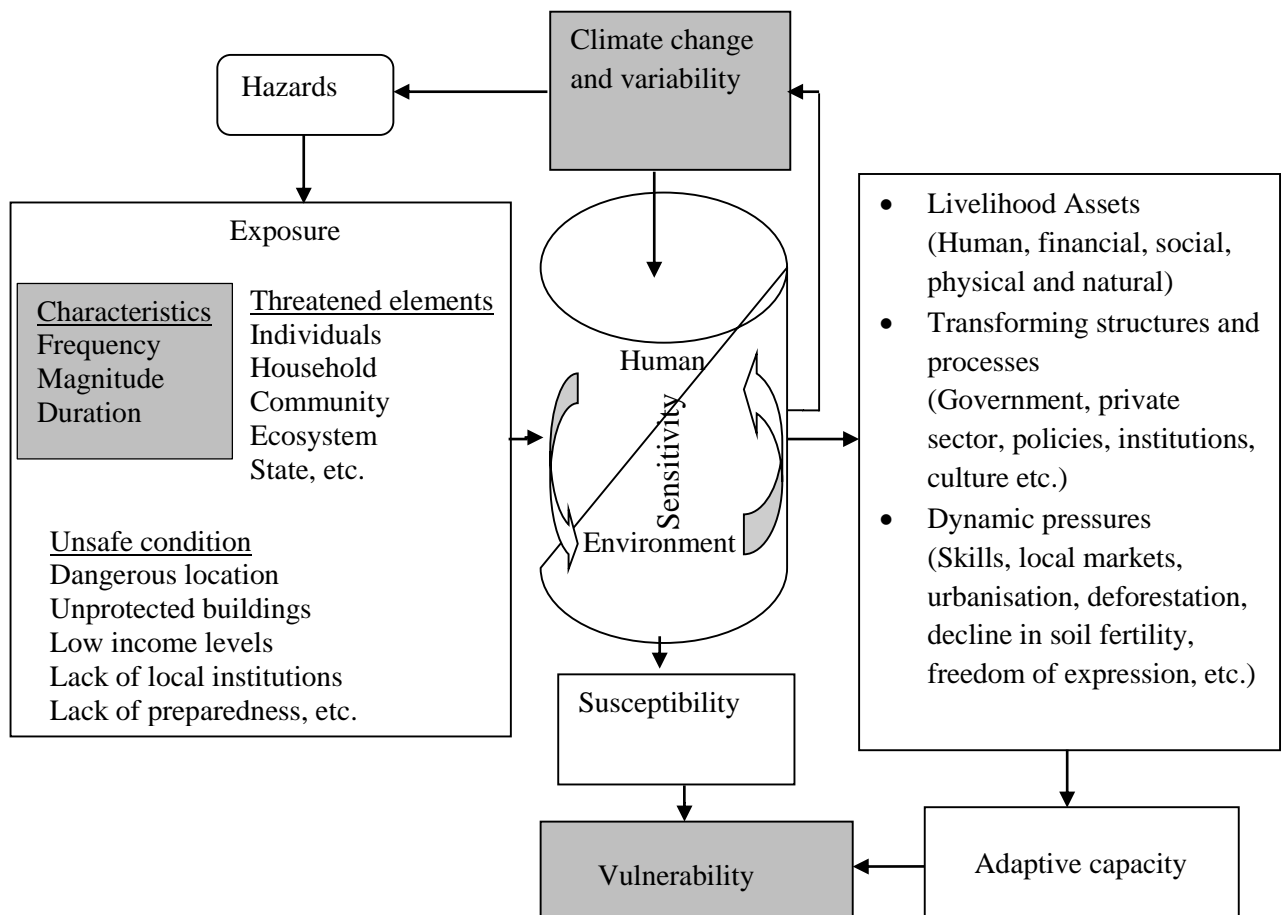 Climate change
and variability
Hazards
Exposure
Characteristics
Frequency
Magnitude
Duration
Threatened elements
Individuals
Household
Community
Ecosystem
State, etc.
Unsafe condition
Dangerous location
Unprotected buildings
Low income levels
Lack of local institutions
Lack of preparedness, etc.
Human
Sensitivity
Environment
• Livelihood Assets
(Human, financial, social,
physical and natural)
• Transforming structures and
processes
(Government, private
sector, policies, institutions,
culture etc.)
• Dynamic pressures
(Skills, local markets,
urbanisation, deforestation,
decline in soil fertility,
freedom of expression, etc.)
Susceptibility
Vulnerability
Adaptive capacity